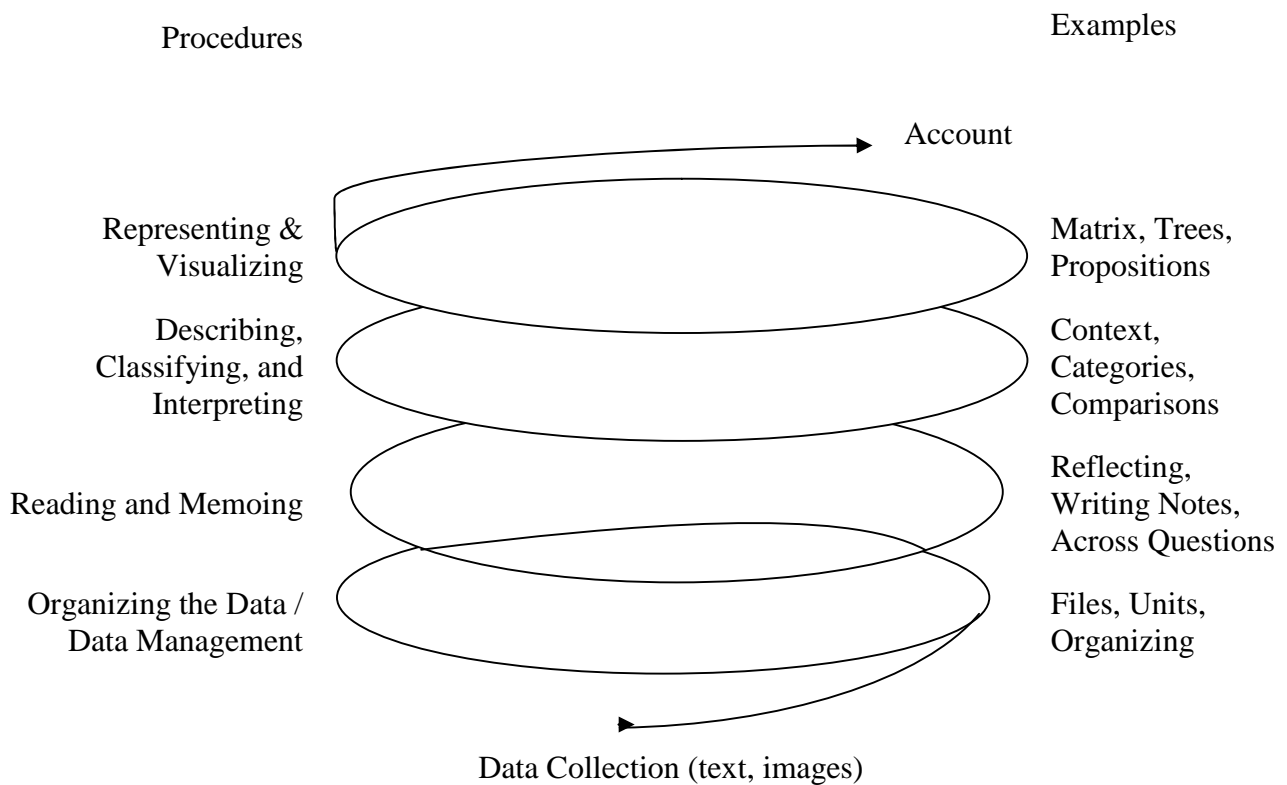 Procedures
Examples
Account
Representing &
Visualizing
Matrix, Trees,
Propositions
Describing,
Classifying, and
Interpreting
Context,
Categories,
Comparisons
Reading and Memoing
Reflecting,
Writing Notes,
Across Questions
Organizing the Data /
Data Management
Files, Units,
Organizing
Data Collection (text, images)